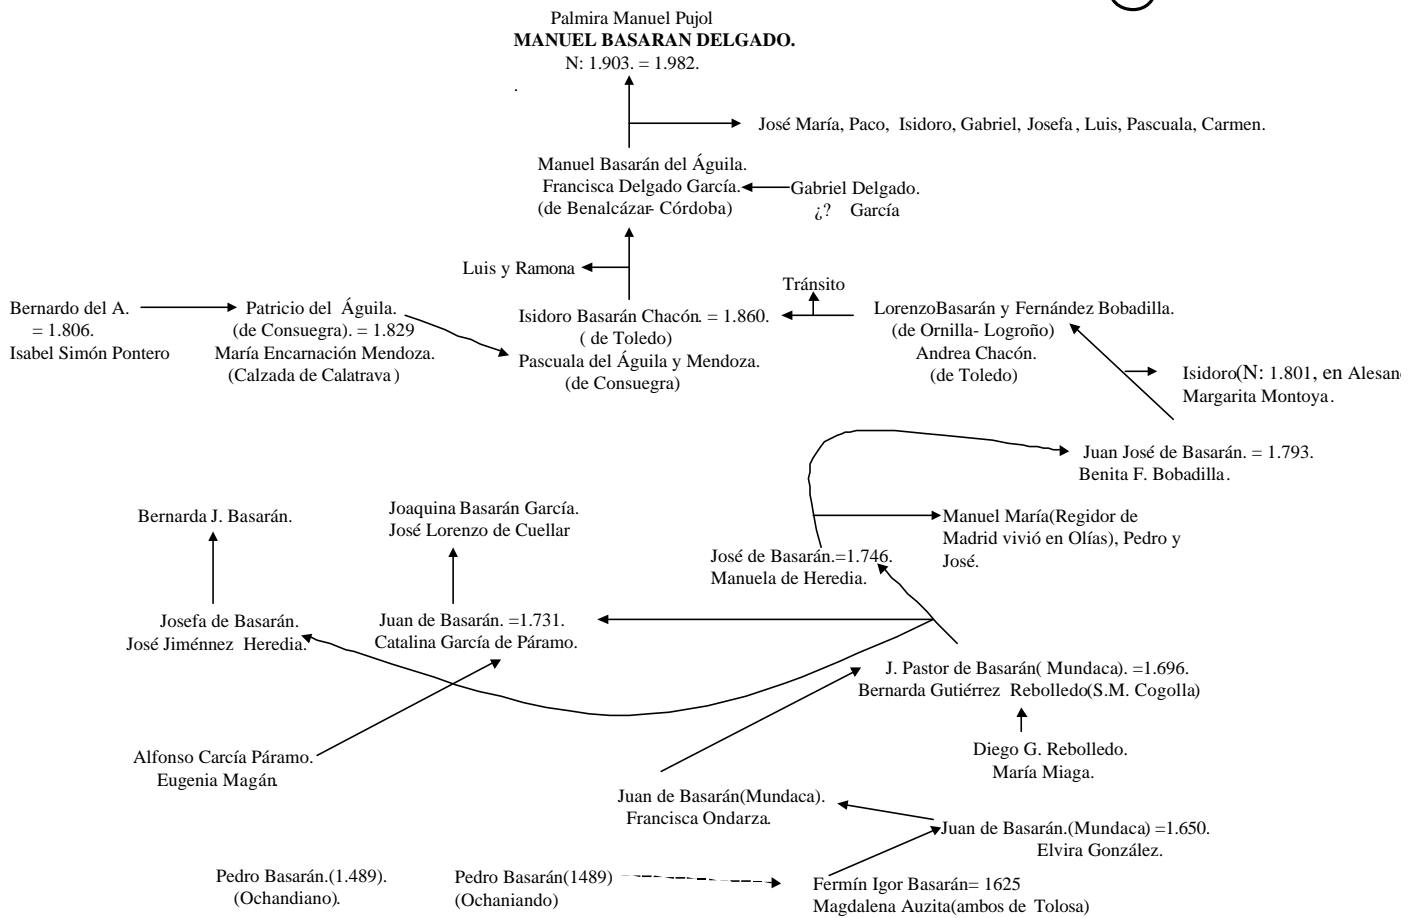 Palmira Manuel Pujol
MANUEL BASARAN DELGADO.
N: 1.903. = 1.982.
.
José María, Paco, Isidoro, Gabriel, Josefa, Luis, Pascuala, Carmen.
Manuel Basarán del Águila.
Francisca Delgado García.
(de Benalcázar- Córdoba)
Gabriel Delgado.
¿? García
Luis y Ramona
Tránsito
Bernardo del A.
= 1.806.
Isabel Simón Pontero
Patricio del Águila.
(de Consuegra). = 1.829
María Encarnación Mendoza.
(Calzada de Calatrava)
Isidoro Basarán Chacón. = 1.860.
( de Toledo)
Pascuala del Águila y Mendoza.
(de Consuegra)
LorenzoBasarán y Fernández Bobadilla.
(de Ornilla- Logroño)
Andrea Chacón.
(de Toledo)
Isidoro(N: 1.801, en Alesan
Margarita Montoya.
Juan José de Basarán. = 1.793.
Benita F. Bobadilla.
Bernarda J. Basarán.
Joaquina Basarán García.
José Lorenzo de Cuellar
Manuel María(Regidor de
Madrid vivió en Olías), Pedro y
José.
José de Basarán.=1.746.
Manuela de Heredia.
Josefa de Basarán.
José Jiménnez Heredia.
Juan de Basarán. =1.731.
Catalina García de Páramo.
J. Pastor de Basarán( Mundaca). =1.696.
Bernarda Gutiérrez Rebolledo(S.M. Cogolla)
Alfonso Carcía Páramo.
Eugenia Magán.
Diego G. Rebolledo.
María Miaga.
Juan de Basarán(Mundaca).
Francisca Ondarza.
Juan de Basarán.(Mundaca) =1.650.
Elvira González.
Pedro Basarán.(1.489).
(Ochandiano).
Pedro Basarán(1489)
(Ochaniando)
Fermín Igor Basarán= 1625
Magdalena Auzita(ambos de Tolosa)